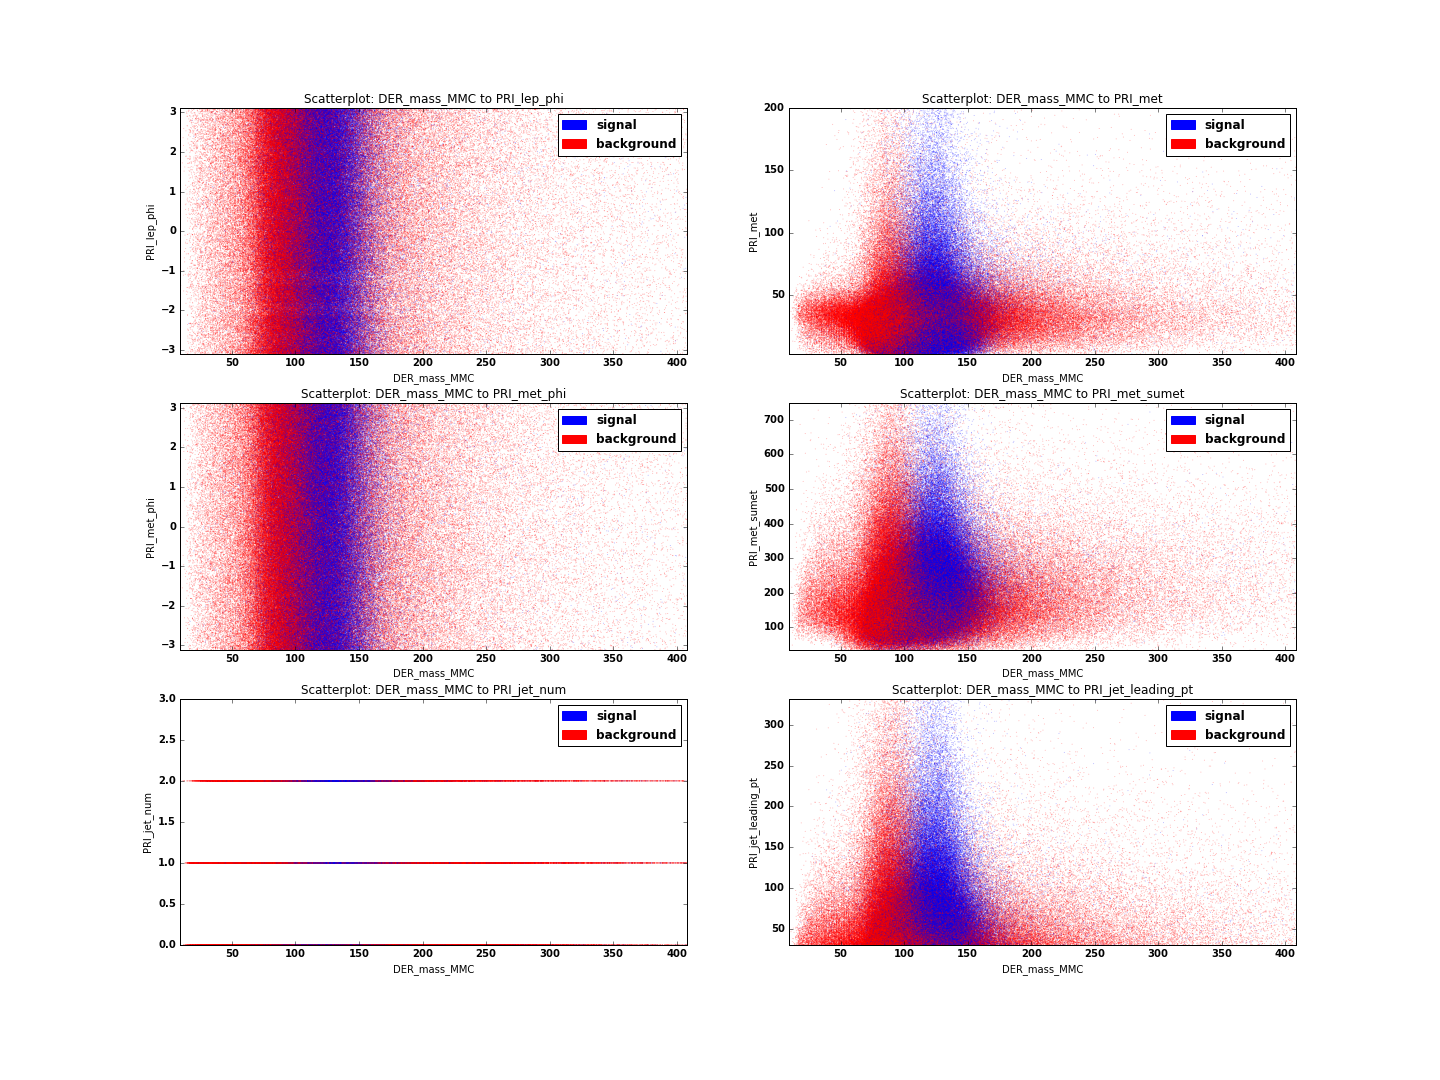 Scatterplot: DER_mass_MMC to PRI_lep_phi
3
2
1
0
−1
−2
−3
PRI_lep_phi
signal
background
50 100 150 200 250 300 350 400
DER_mass_MMC
Scatterplot: DER_mass_MMC to PRI_met
200
150
100
50
PRI_met
signal
background
50 100 150 200 250 300 350 400
DER_mass_MMC
Scatterplot: DER_mass_MMC to PRI_met_phi
3
2
1
0
−1
−2
−3
PRI_met_phi
signal
background
50 100 150 200 250 300 350 400
DER_mass_MMC
Scatterplot: DER_mass_MMC to PRI_met_sumet
700
600
500
400
300
200
100
PRI_met_sumet
signal
background
50 100 150 200 250 300 350 400
DER_mass_MMC
Scatterplot: DER_mass_MMC to PRI_jet_num
3.0
2.5
2.0
1.5
1.0
0.5
0.0
PRI_jet_num
signal
background
50 100 150 200 250 300 350 400
DER_mass_MMC
Scatterplot: DER_mass_MMC to PRI_jet_leading_pt
300
250
200
150
100
50
PRI_jet_leading_pt
signal
background
50 100 150 200 250 300 350 400
DER_mass_MMC